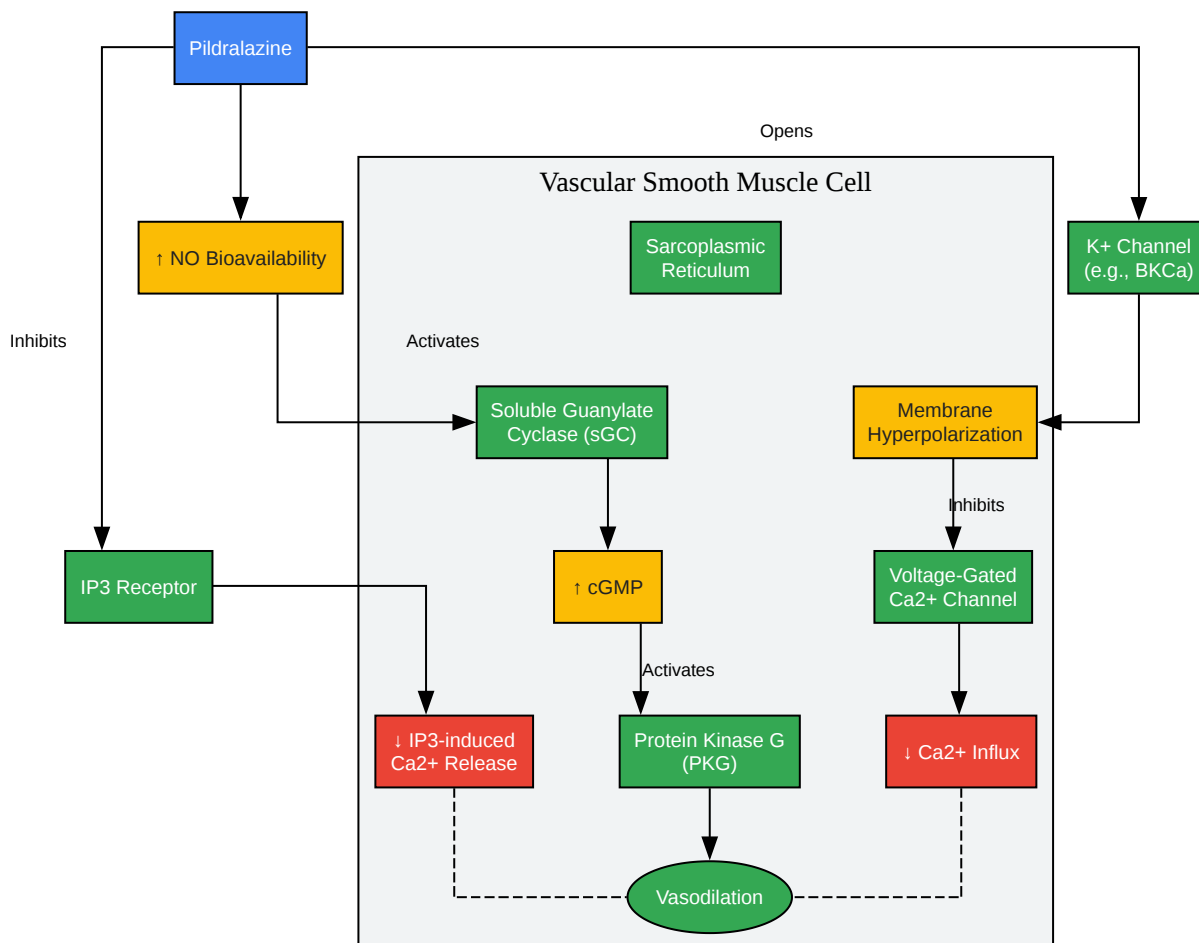 Pildralazine
Opens
Vascular Smooth Muscle Cell
Sarcoplasmic
Reticulum
↑ NO Bioavailability
K+ Channel
(e.g., BKCa)
Inhibits
Activates
Soluble Guanylate
Cyclase (sGC)
Membrane
Hyperpolarization
Inhibits
IP3 Receptor
↑ cGMP
Voltage-Gated
Ca2+ Channel
Activates
↓ IP3-induced
Ca2+ Release
Protein Kinase G
(PKG)
↓ Ca2+ Influx
Vasodilation